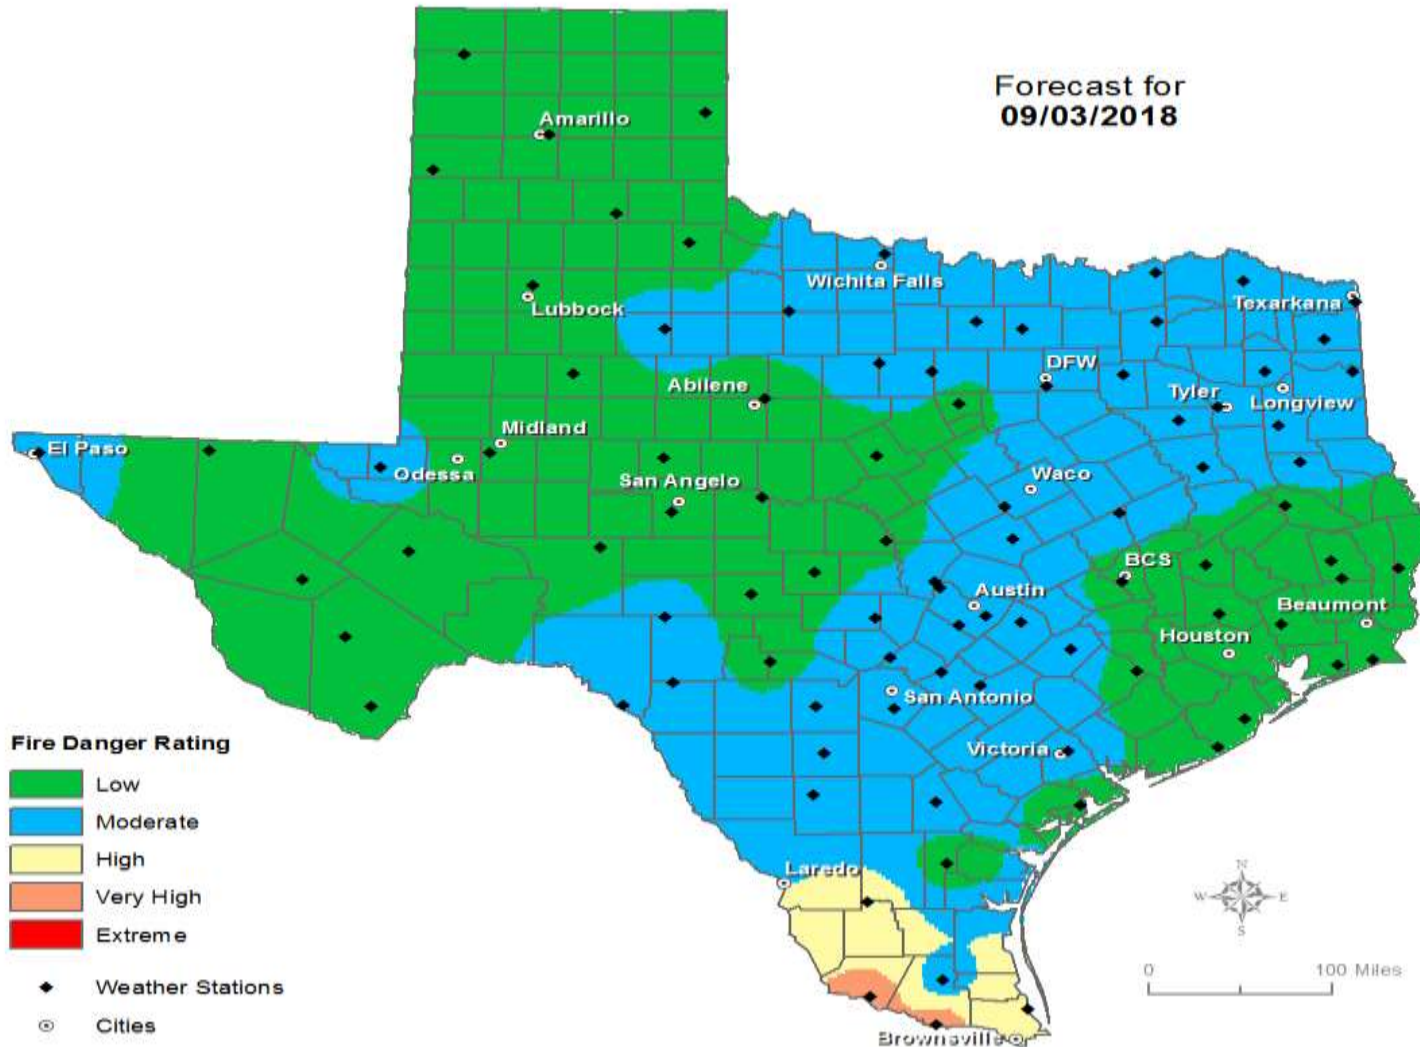 Forecast for
09/03/2018
Amarillo
Wichita Falls
Lubbock
Texarkana
DFW
Abilene
Tyler
Longview
El Paso
Midland
Odessa
San Angelo
Waco
BCS
Austin
Beaumont
Houston
San Antonio
Victoria
Laredo
Brownsville
Fire Danger Rating
Low
Moderate
High
Very High
Extreme
Weather Stations
Cities
N
W E
S
0 100 Miles